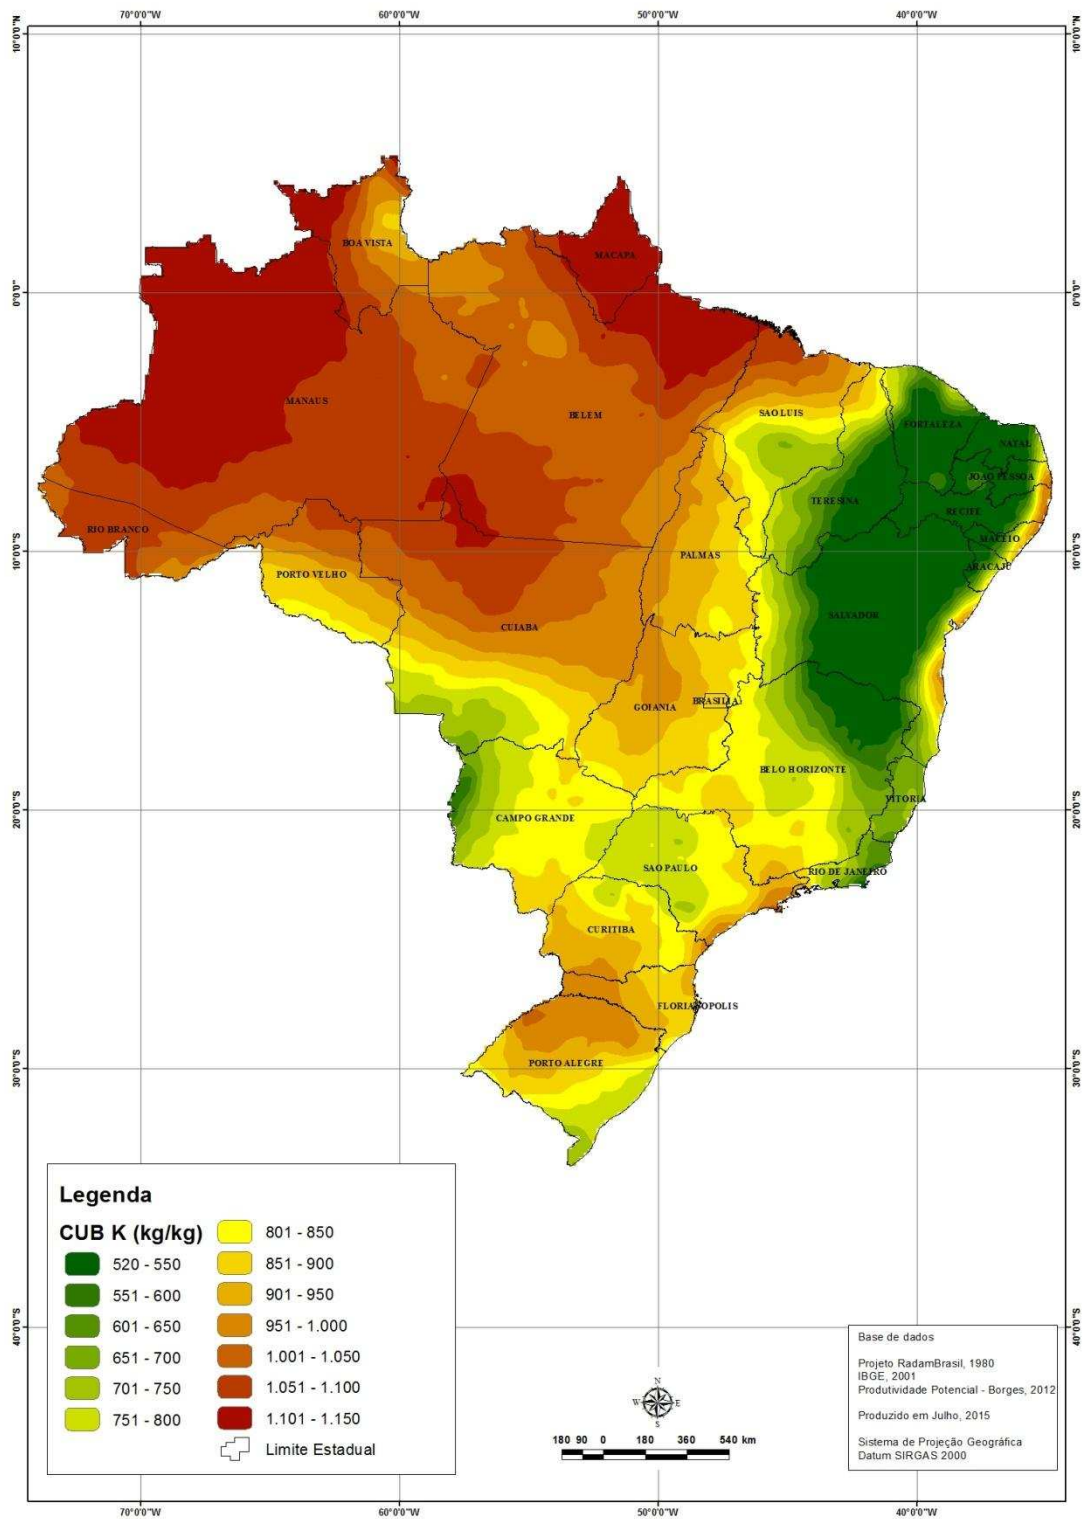 70°0'0"W 60°0'0"W 50°0'0"W 40°0'0"W
10°0'0"N 10°0'0"N
BOA VISTA
MACAPA
0°0'0" 0°0'0"
MANAUS
BELEM
SAO LUIS
FORTALEZA
NATAL
TERESINA
JOAO PESSOA
RECIFE
RIO BRANCO
MACEIO
10°0'0"S 10°0'0"S
PALMAS
ARACAJU
PORTO VELHO
CUIABA
SALVADOR
GOIANIA
BRASILIA
BELO HORIZONTE
VITORIA
20°0'0"S 20°0'0"S
CAMPO GRANDE
SAO PAULO
RIO DE JANEIRO
CURITIBA
FLORIANOPOLIS
PORTO ALEGRE
30°0'0"S 30°0'0"S
Legenda
CUB K (kg/kg)
520 - 550
551 - 600
601 - 650
651 - 700
701 - 750
751 - 800
801 - 850
851 - 900
901 - 950
951 - 1.000
1.001 - 1.050
1.051 - 1.100
1.101 - 1.150
Limite Estadual
40°0'0"S 40°0'0"S
N
W E
S
180 90 0 180 360 540 km
Base de dados
Projeto RadamBrasil, 1980
IBGE, 2001
Produtividade Potencial - Borges, 2012
Produzido em Julho, 2015
Sistema de Projeção Geográfica
Datum SIRGAS 2000
70°0'0"W 60°0'0"W 50°0'0"W 40°0'0"W